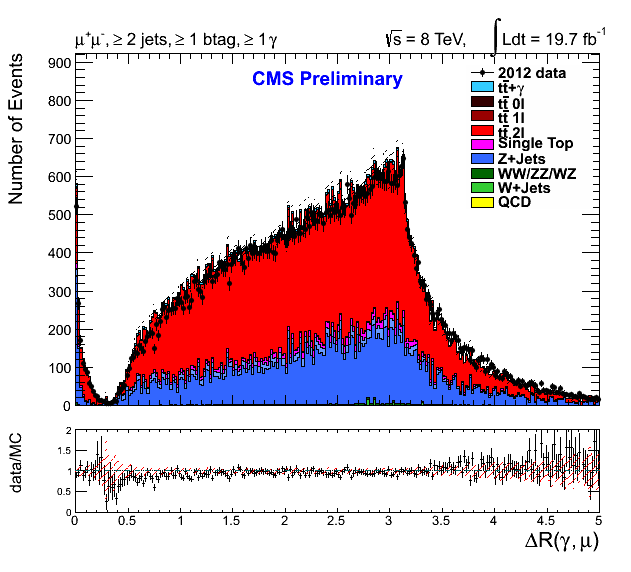 μ⁺μ⁻, ≥ 2 jets, ≥ 1 btag, ≥ 1 γ
√s = 8 TeV, ∫ Ldt = 19.7 fb⁻¹
CMS Preliminary
2012 data
tt̄+γ
tt̄ 0l
tt̄ 1l
tt̄ 2l
Single Top
Z+Jets
WW/ZZ/WZ
W+Jets
QCD
Number of Events
900
800
700
600
500
400
300
200
100
0
data/MC
2
1.5
1
0.5
0
0 0.5 1 1.5 2 2.5 3 3.5 4 4.5 5
ΔR(γ, μ)